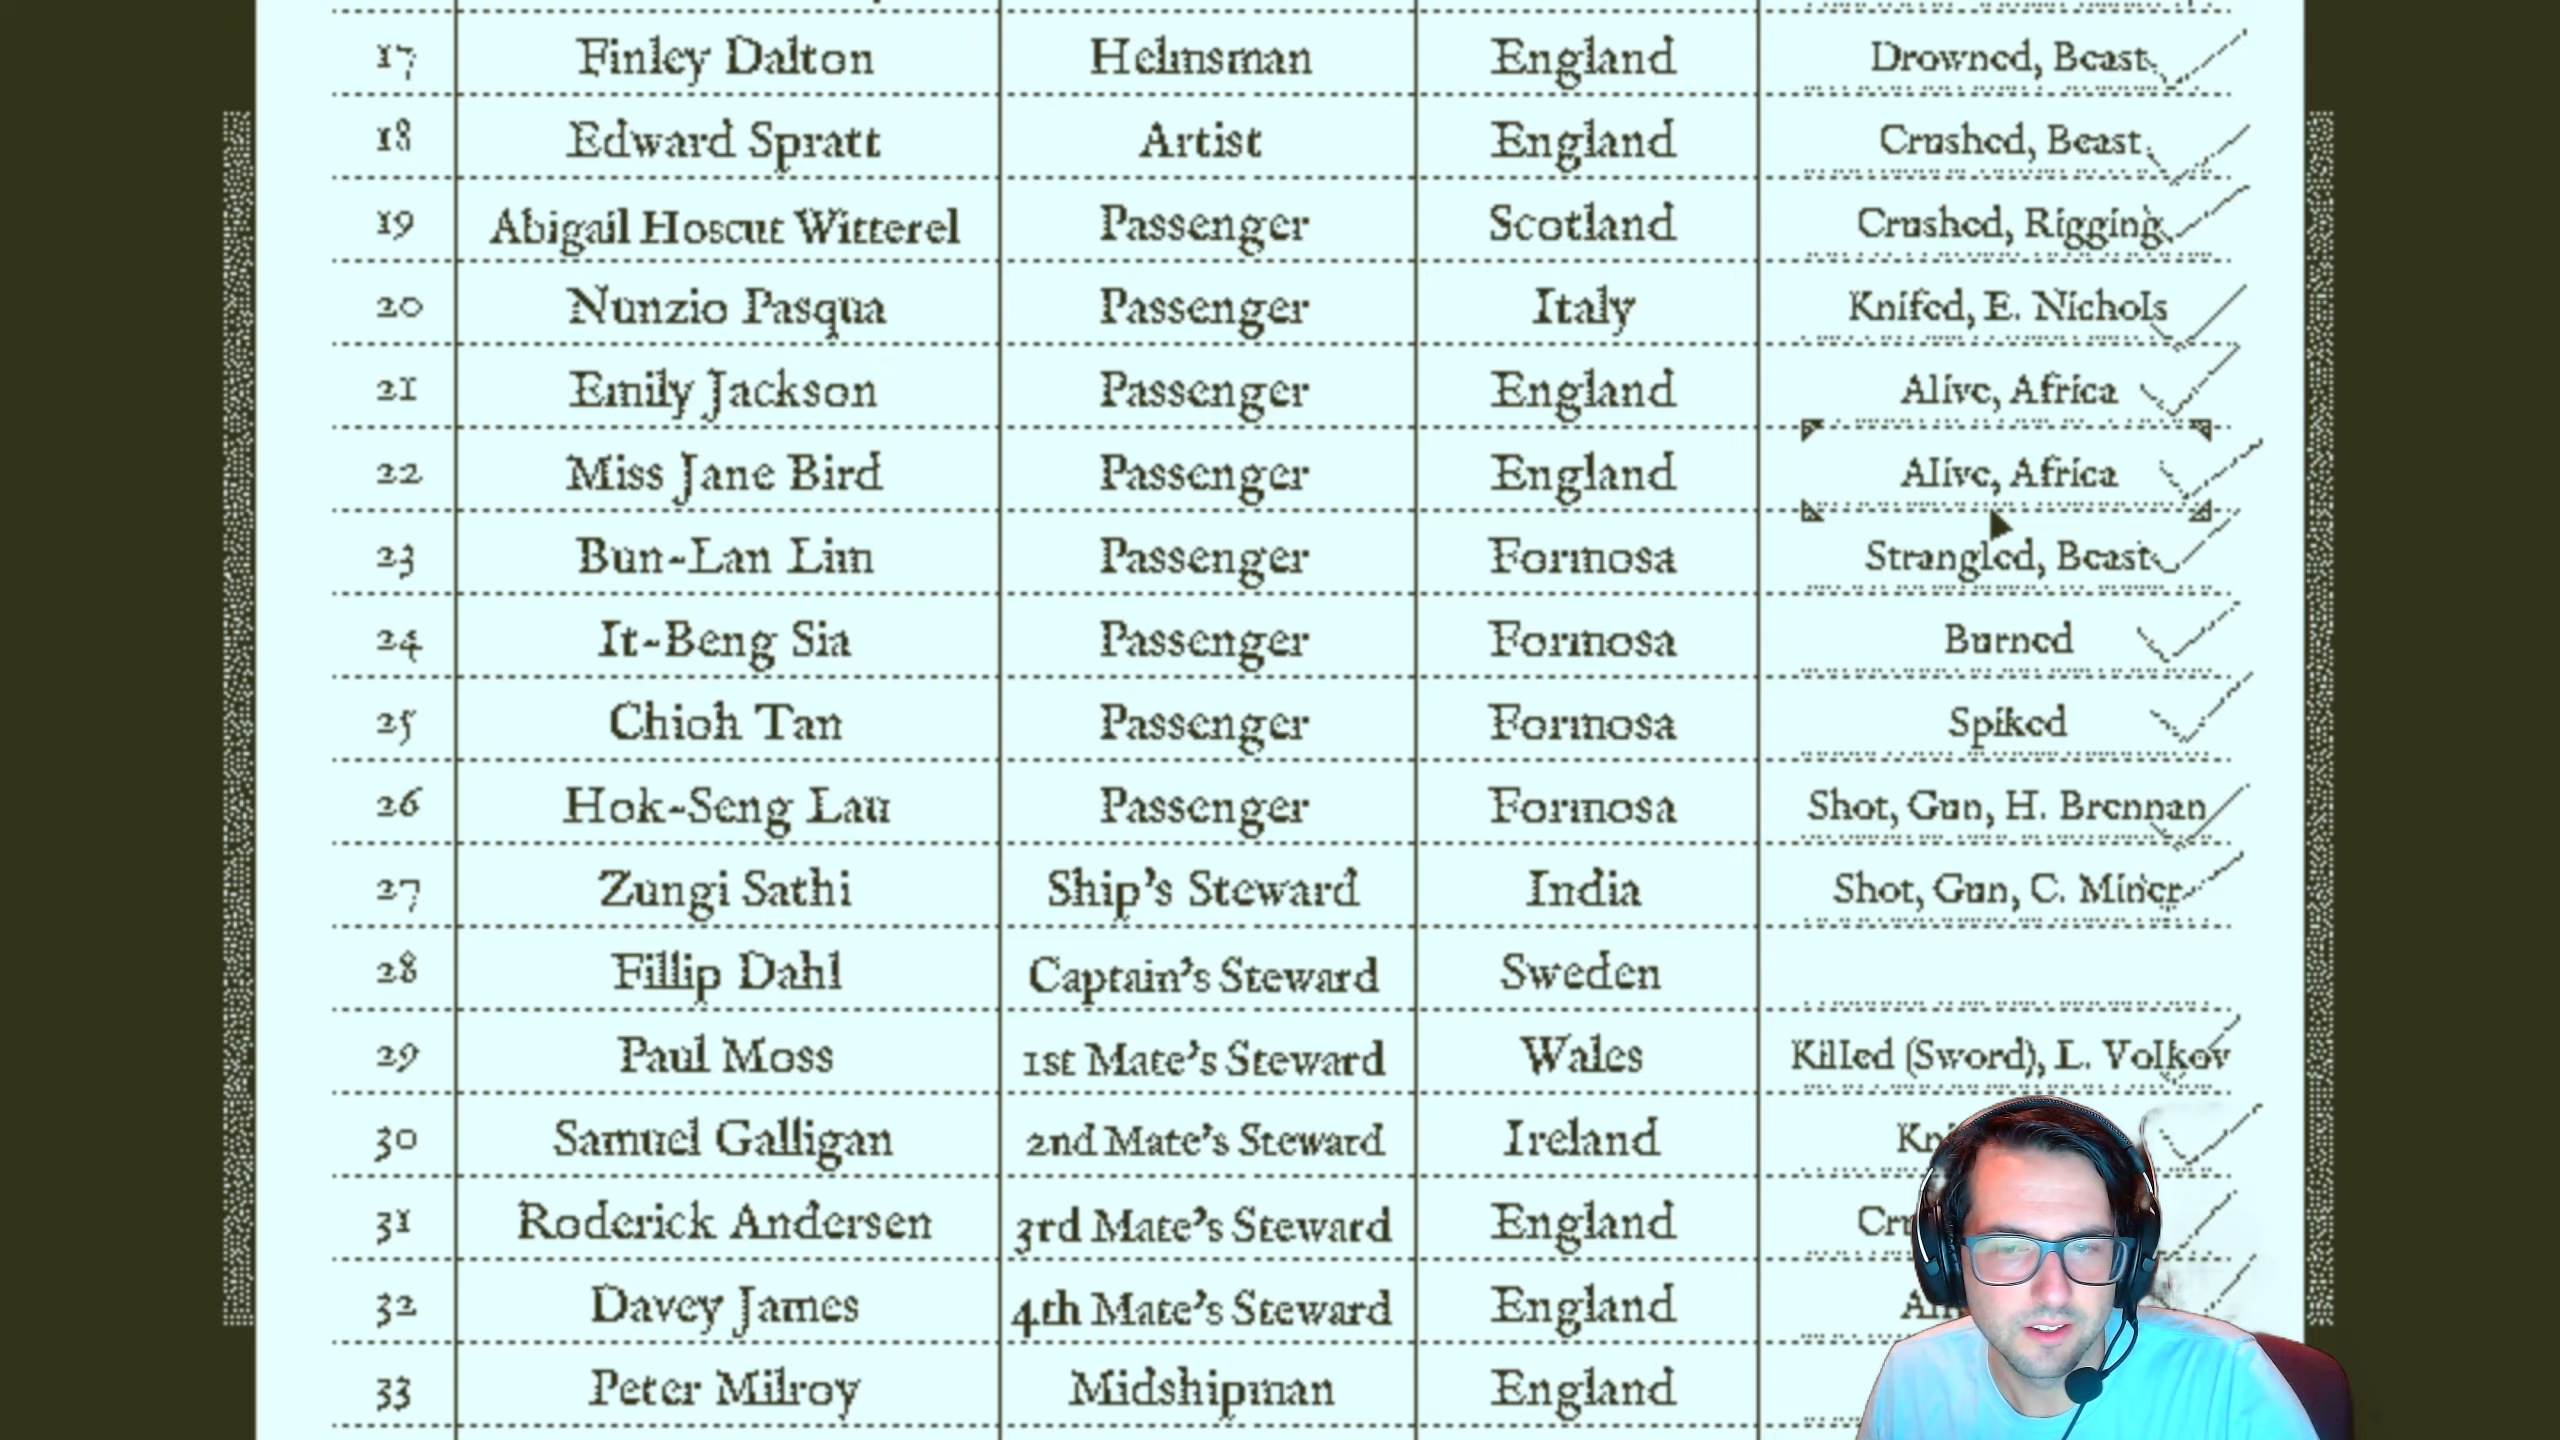 17 Finley Dalton Helmsman England Drowned, Beast
18 Edward Spratt Artist England Crushed, Beast
19 Abigail Hoscut Witterel Passenger Scotland Crushed, Rigging
20 Nunzio Pasqua Passenger Italy Knifed, E. Nichols
21 Emily Jackson Passenger England Alive, Africa
22 Miss Jane Bird Passenger England Alive, Africa
23 Bun-Lan Lim Passenger Formosa Strangled, Beast
24 It-Beng Sia Passenger Formosa Burned
25 Chioh Tan Passenger Formosa Spiked
26 Hok-Seng Lau Passenger Formosa Shot, Gun, H. Brennan
27 Zungi Sathi Ship's Steward India Shot, Gun, C. Miner
28 Fillip Dahl Captain's Steward Sweden
29 Paul Moss 1st Mate's Steward Wales Killed (Sword), L. Volkov
30 Samuel Galligan 2nd Mate's Steward Ireland
31 Roderick Andersen 3rd Mate's Steward England
32 Davey James 4th Mate's Steward England
33 Peter Milroy Midshipman England